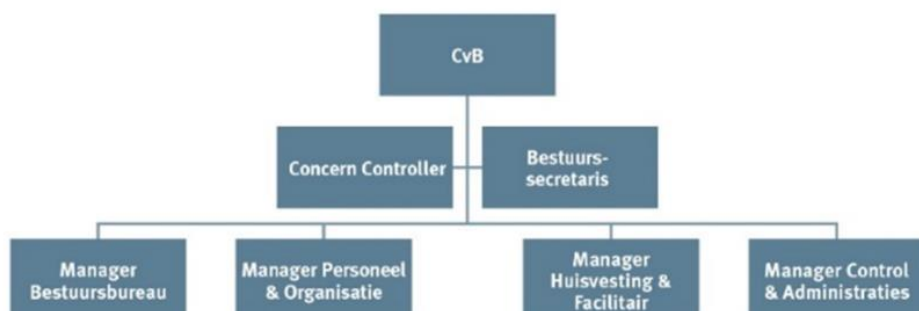 CvB
Concern Controller
Bestuurs-
secretaris
Manager
Bestuursbureau
Manager Personeel
& Organisatie
Manager
Huisvesting &
Facilitair
Manager Control
& Administraties